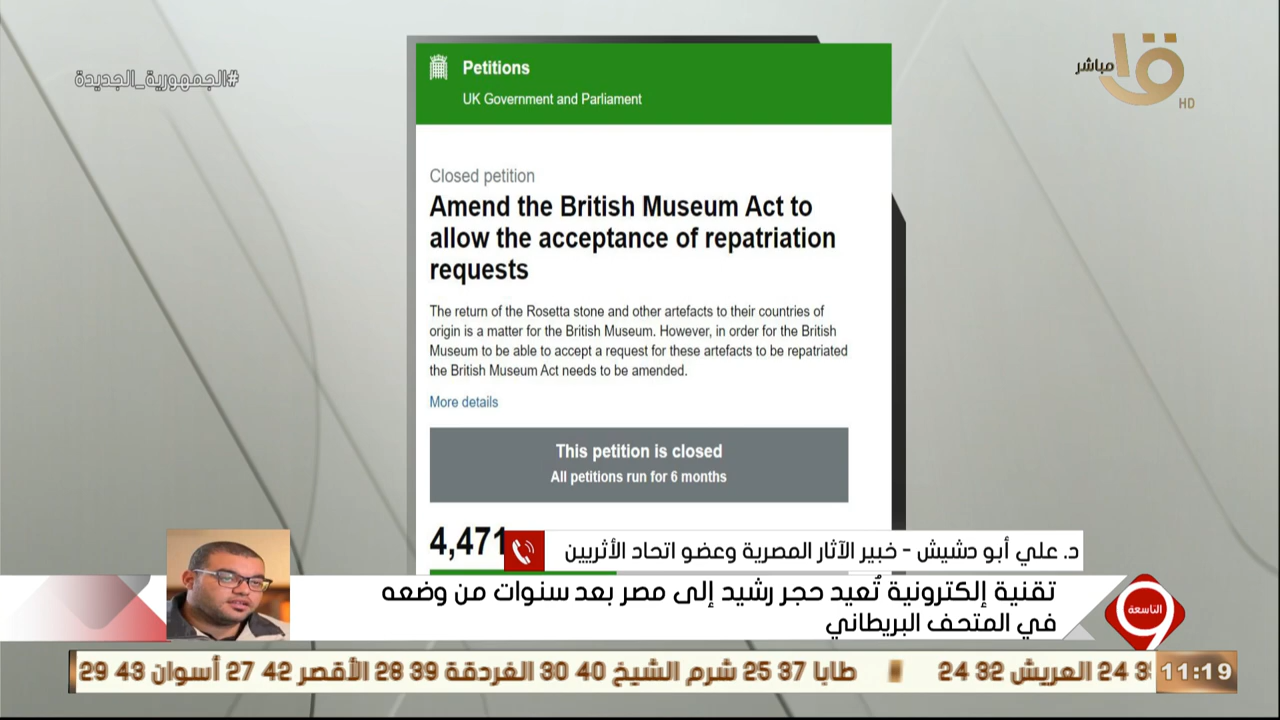 #الجمهورية_الجديدة
مباشر
HD
Petitions
UK Government and Parliament
Closed petition
Amend the British Museum Act to
allow the acceptance of repatriation
requests
The return of the Rosetta stone and other artefacts to their countries of
origin is a matter for the British Museum. However, in order for the British
Museum to be able to accept a request for these artefacts to be repatriated
the British Museum Act needs to be amended.
More details
This petition is closed
All petitions run for 6 months
4,471
د. علي أبو دشيش - خبير الآثار المصرية وعضو اتحاد الأثريين
تقنية إلكترونية تُعيد حجر رشيد إلى مصر بعد سنوات من وضعه
في المتحف البريطاني
التاسعة
24 العريش 32 24 طابا 37 25 شرم الشيخ 40 30 الغردقة 39 28 الأقصر 42 27 أسوان 43 29
11:19